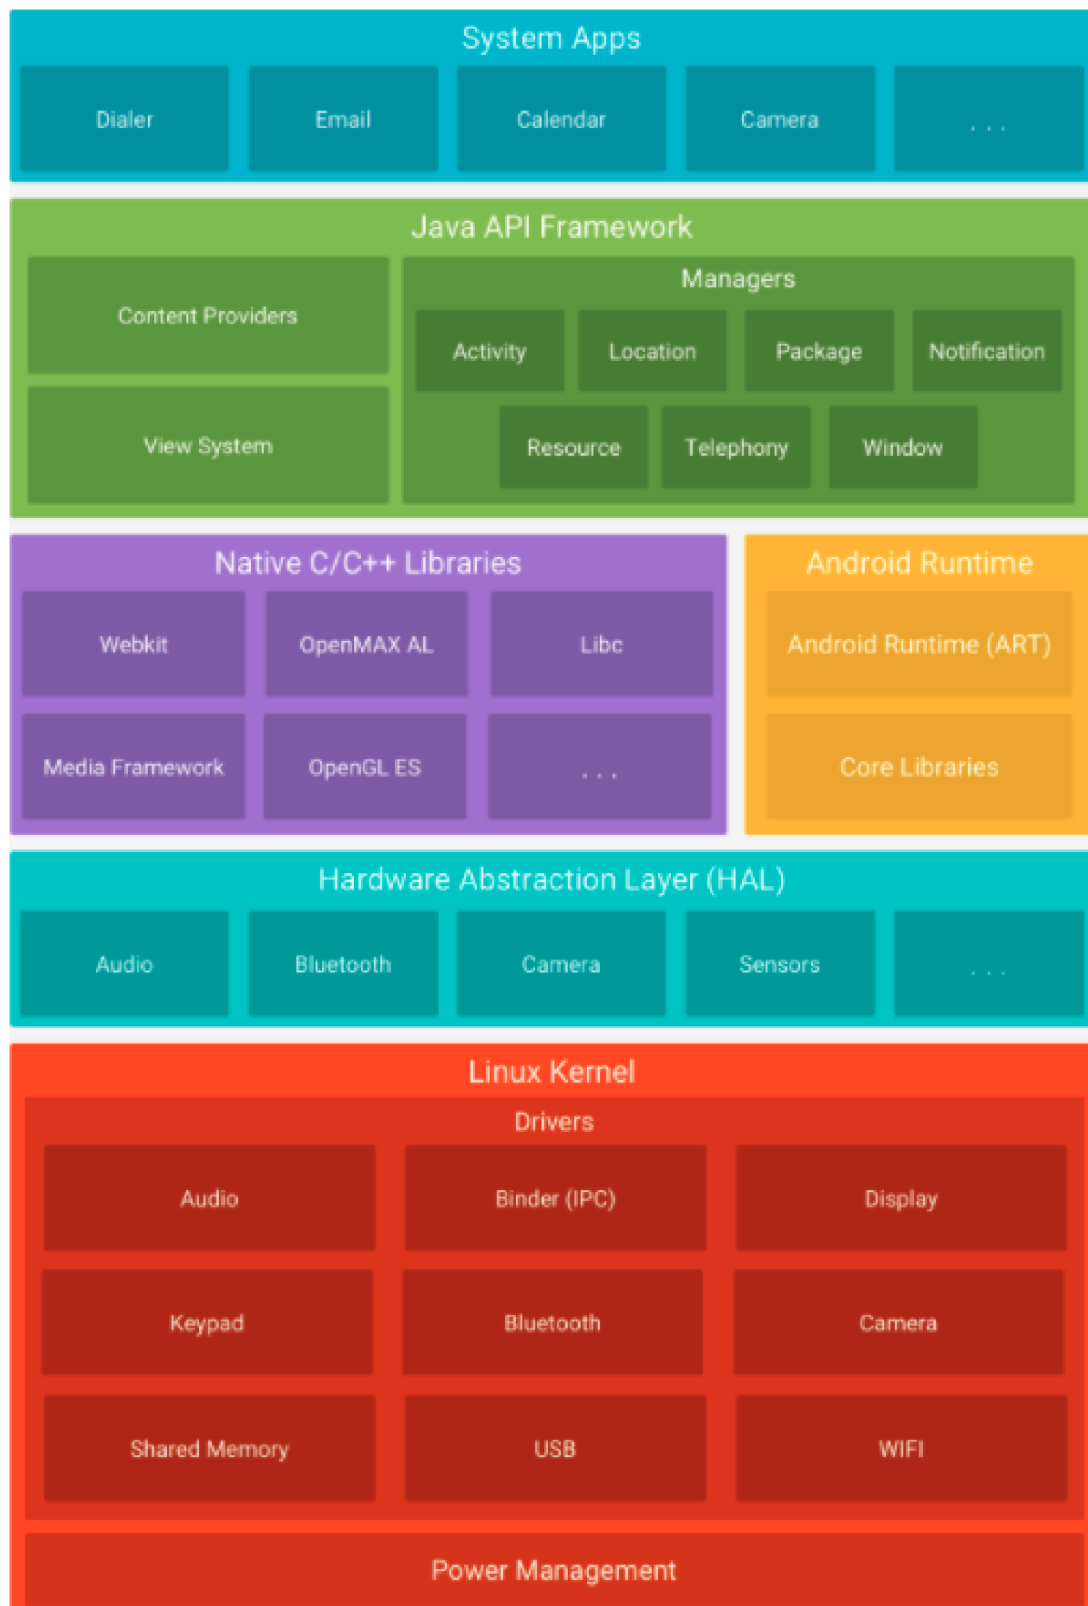 System Apps
Dialer Email Calendar Camera ...
Java API Framework
Content Providers
View System
Managers
Activity Location Package Notification
Resource Telephony Window
Native C/C++ Libraries
Webkit OpenMAX AL Libc
Media Framework OpenGL ES ...
Android Runtime
Android Runtime (ART)
Core Libraries
Hardware Abstraction Layer (HAL)
Audio Bluetooth Camera Sensors ...
Linux Kernel
Drivers
Audio Binder (IPC) Display
Keypad Bluetooth Camera
Shared Memory USB WIFI
Power Management